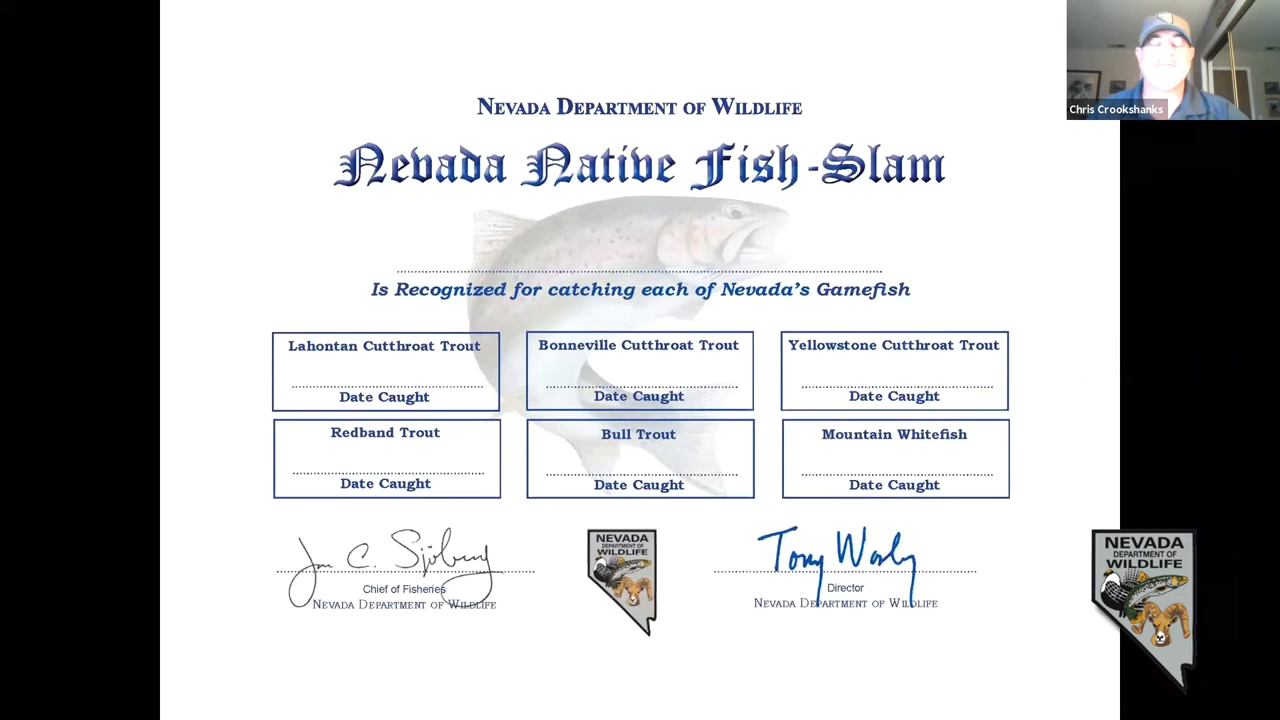 Chris Crookshanks
Nevada Department of Wildlife
Nevada Native Fish-Slam
Is Recognized for catching each of Nevada's Gamefish
Lahontan Cutthroat Trout
Date Caught
Bonneville Cutthroat Trout
Date Caught
Yellowstone Cutthroat Trout
Date Caught
Redband Trout
Date Caught
Bull Trout
Date Caught
Mountain Whitefish
Date Caught
Chief of Fisheries
Nevada Department of Wildlife
NEVADA
DEPARTMENT OF
WILDLIFE
Tony Wasley
Director
Nevada Department of Wildlife
NEVADA
DEPARTMENT OF
WILDLIFE